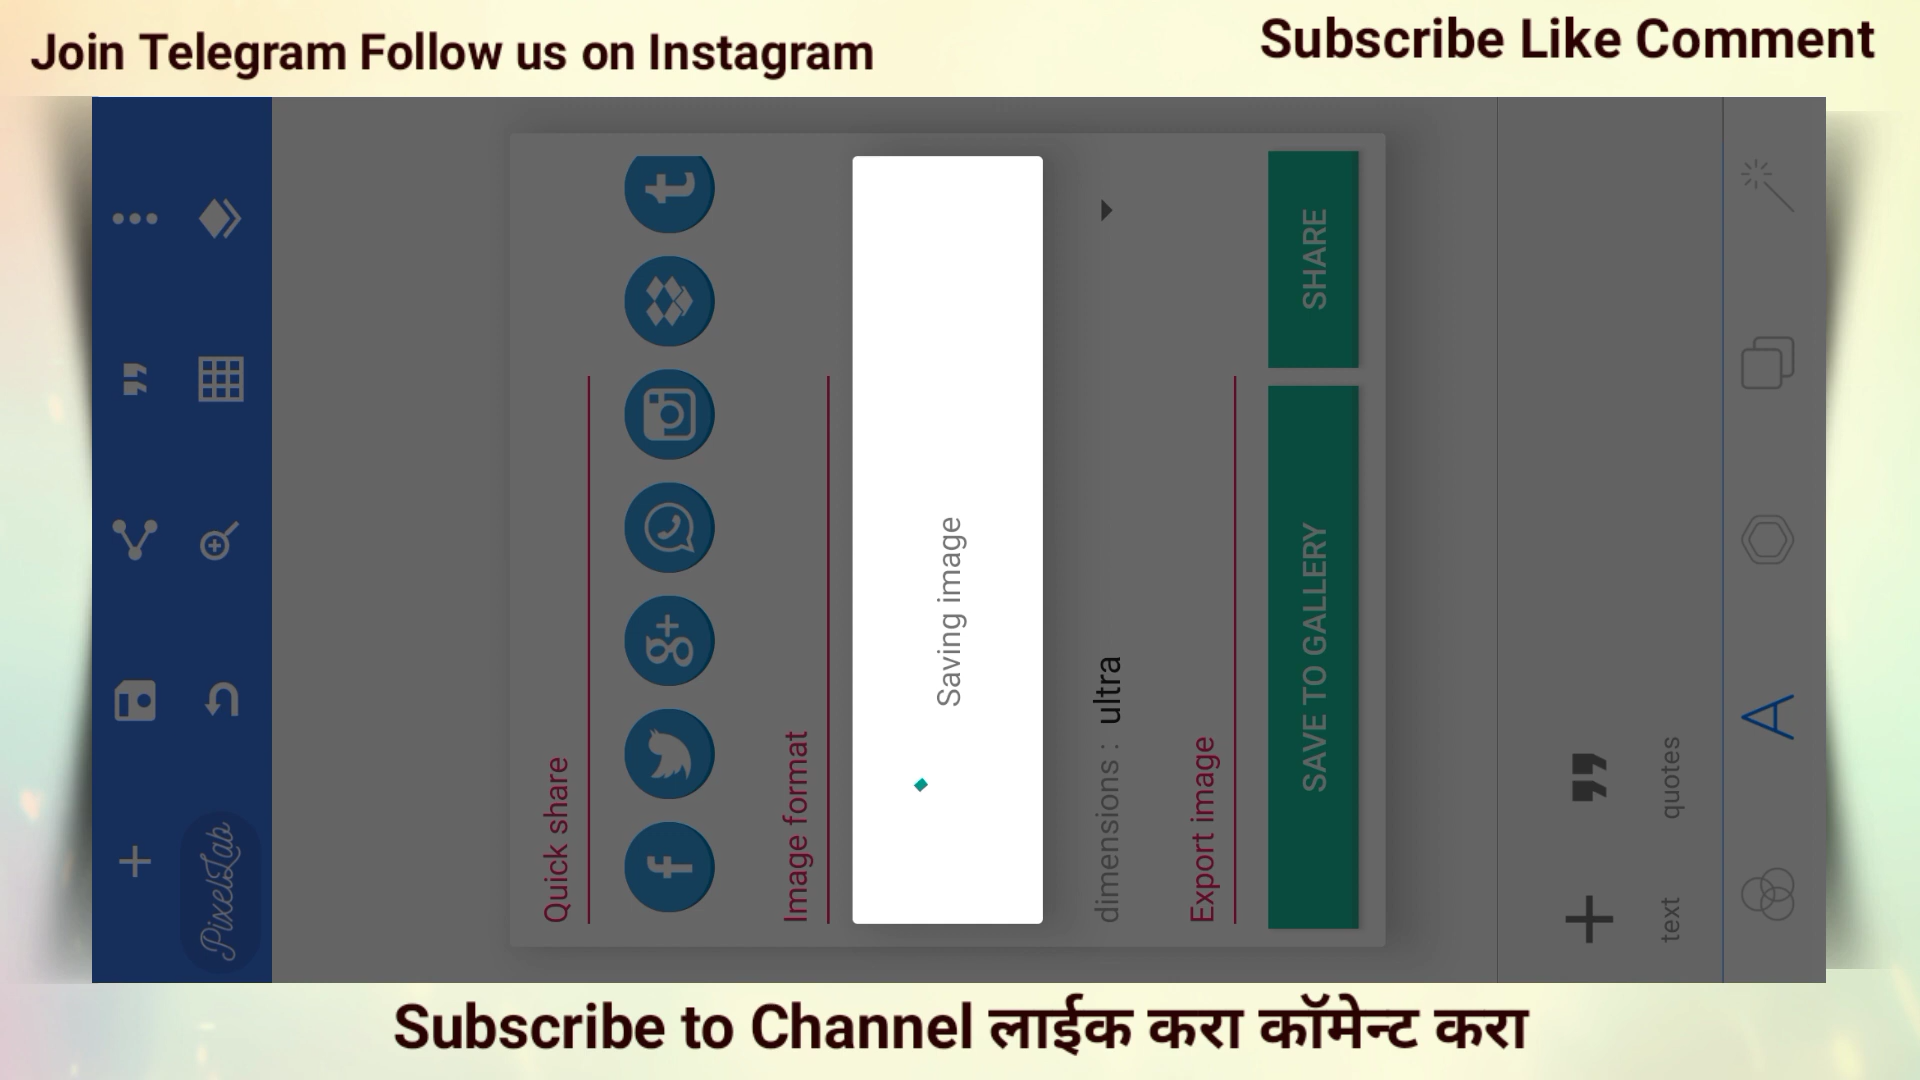 Join Telegram Follow us on Instagram
Subscribe Like Comment
PixelLab
Quick share
Image format
Saving image
dimensions : ultra
Export image
SAVE TO GALLERY
SHARE
text
quotes
Subscribe to Channel लाईक करा कॉमेन्ट करा